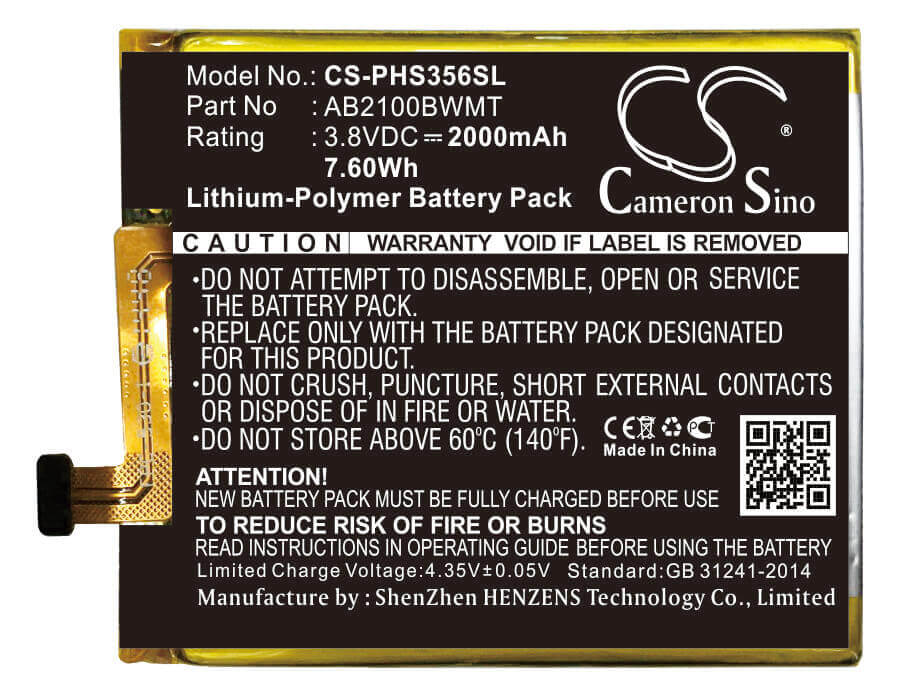 Model No.: CS-PHS356SL
Part No : AB2100BWMT
Rating : 3.8VDC⎓2000mAh
7.60Wh
Lithium-Polymer Battery Pack
CS
®
Cameron Sino
CAUTION WARRANTY VOID IF LABEL IS REMOVED
•DO NOT ATTEMPT TO DISASSEMBLE, OPEN OR SERVICE
THE BATTERY PACK.
•REPLACE ONLY WITH THE BATTERY PACK DESIGNATED
FOR THIS PRODUCT.
•DO NOT CRUSH, PUNCTURE, SHORT EXTERNAL CONTACTS
OR DISPOSE OF IN FIRE OR WATER.
•DO NOT STORE ABOVE 60°C (140°F).
CE PCT
Made In China
ATTENTION!
NEW BATTERY PACK MUST BE FULLY CHARGED BEFORE USE
TO REDUCE RISK OF FIRE OR BURNS
READ INSTRUCTIONS IN OPERATING GUIDE BEFORE USING THE BATTERY
Limited Charge Voltage:4.35V±0.05V Standard:GB 31241-2014
Manufacture by : ShenZhen HENZENS Technology Co., Limited